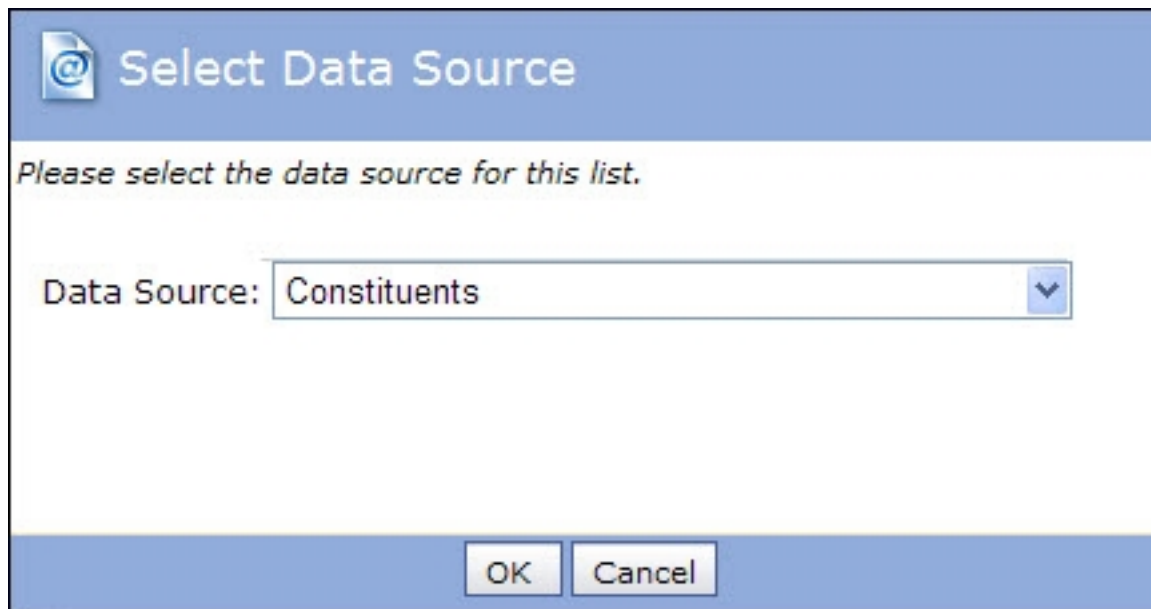 Select Data Source
Please select the data source for this list.
Data Source: Constituents
OK Cancel